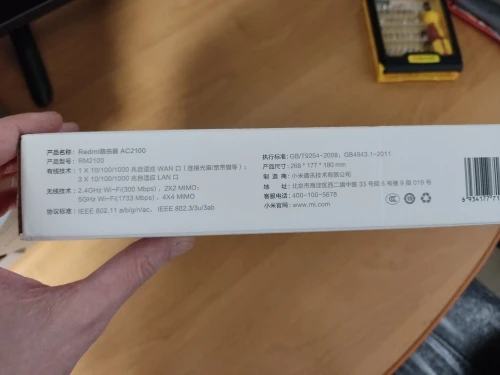 产品名称： Redmi路由器 AC2100
产品型号： RM2100
有线技术： 1 X 10/100/1000 兆自适应 WAN 口（连接光猫/宽带猫等）；
3 X 10/100/1000 兆自适应 LAN 口
无线技术： 2.4GHz Wi-Fi(300 Mbps)，2X2 MIMO；
5GHz Wi-Fi(1733 Mbps)，4X4 MIMO
协议标准： IEEE 802.11 a/b/g/n/ac、IEEE 802.3/3u/3ab
执行标准： GB/T9254-2008；GB4943.1-2011
产品尺寸： 268 * 177 * 180 mm
制 造 商： 小米通讯技术有限公司
地 址： 北京市海淀区西二旗中路 33 号院 6 号楼 9 层 019 号
客服电话： 400-100-5678
小米官网： www.mi.com
6 934177 71